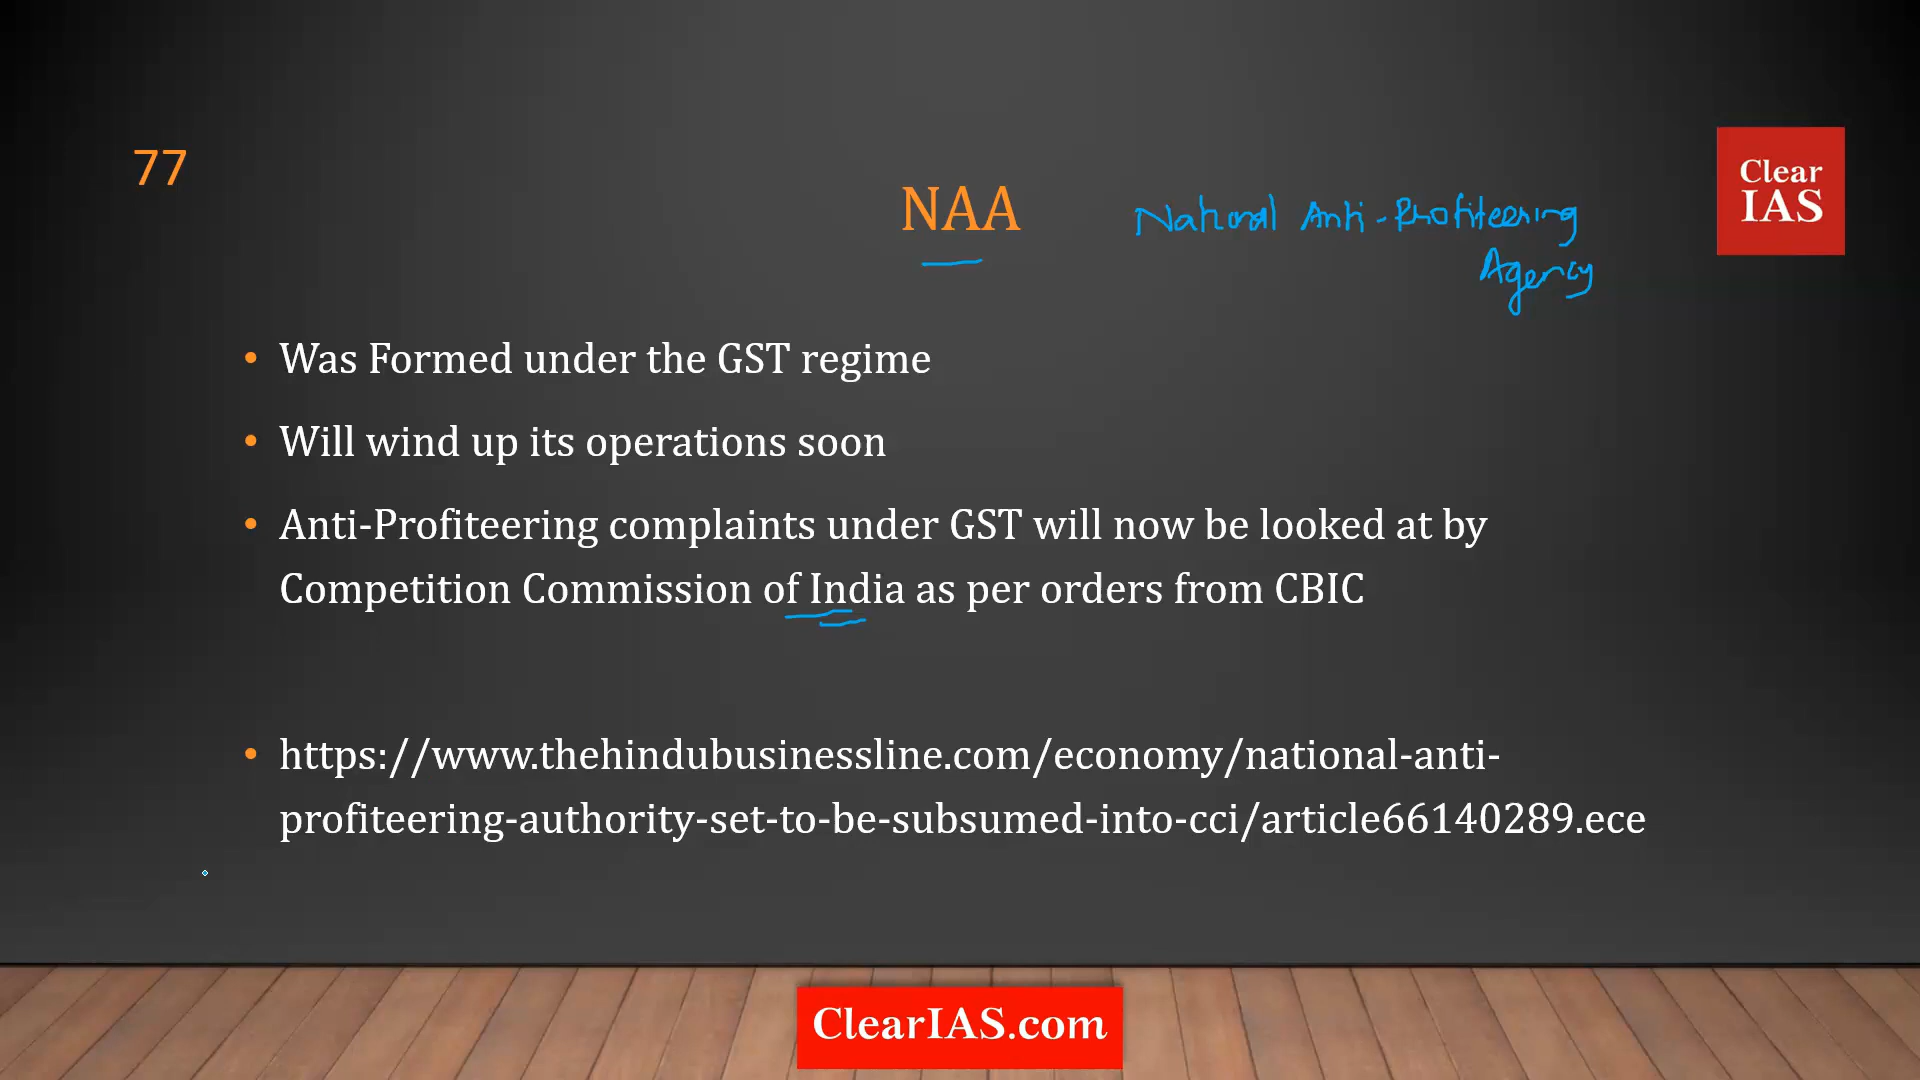 77
Clear
IAS
NAA
National Anti-Profiteering
Agency
• Was Formed under the GST regime
• Will wind up its operations soon
• Anti-Profiteering complaints under GST will now be looked at by
Competition Commission of India as per orders from CBIC
• https://www.thehindubusinessline.com/economy/national-anti-
profiteering-authority-set-to-be-subsumed-into-cci/article66140289.ece
ClearIAS.com